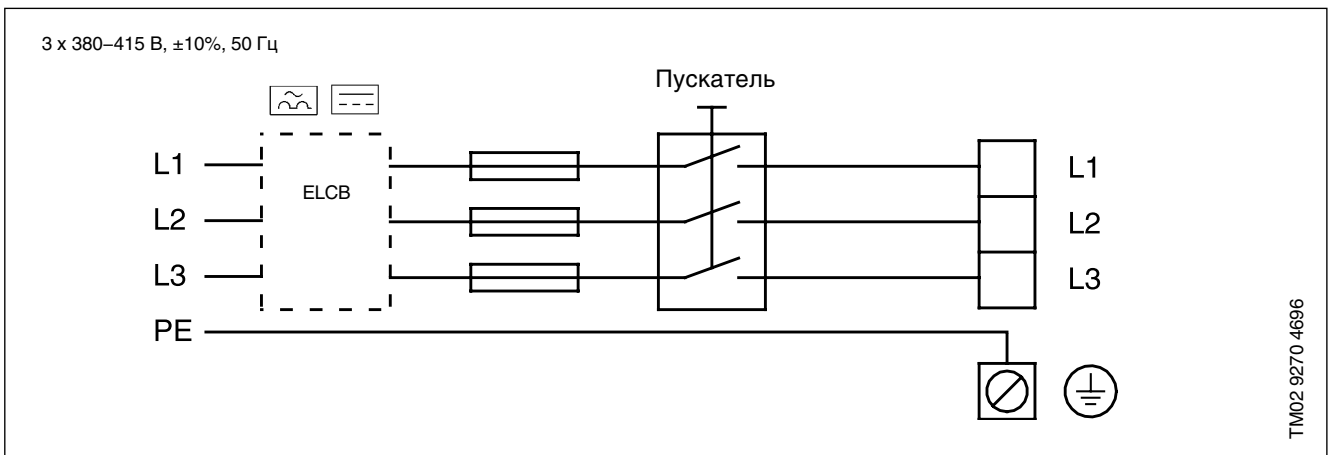 3 x 380–415 В, ±10%, 50 Гц
Пускатель
L1
ELCB
L1
L2
L2
L3
L3
PE
TM02 9270 4696